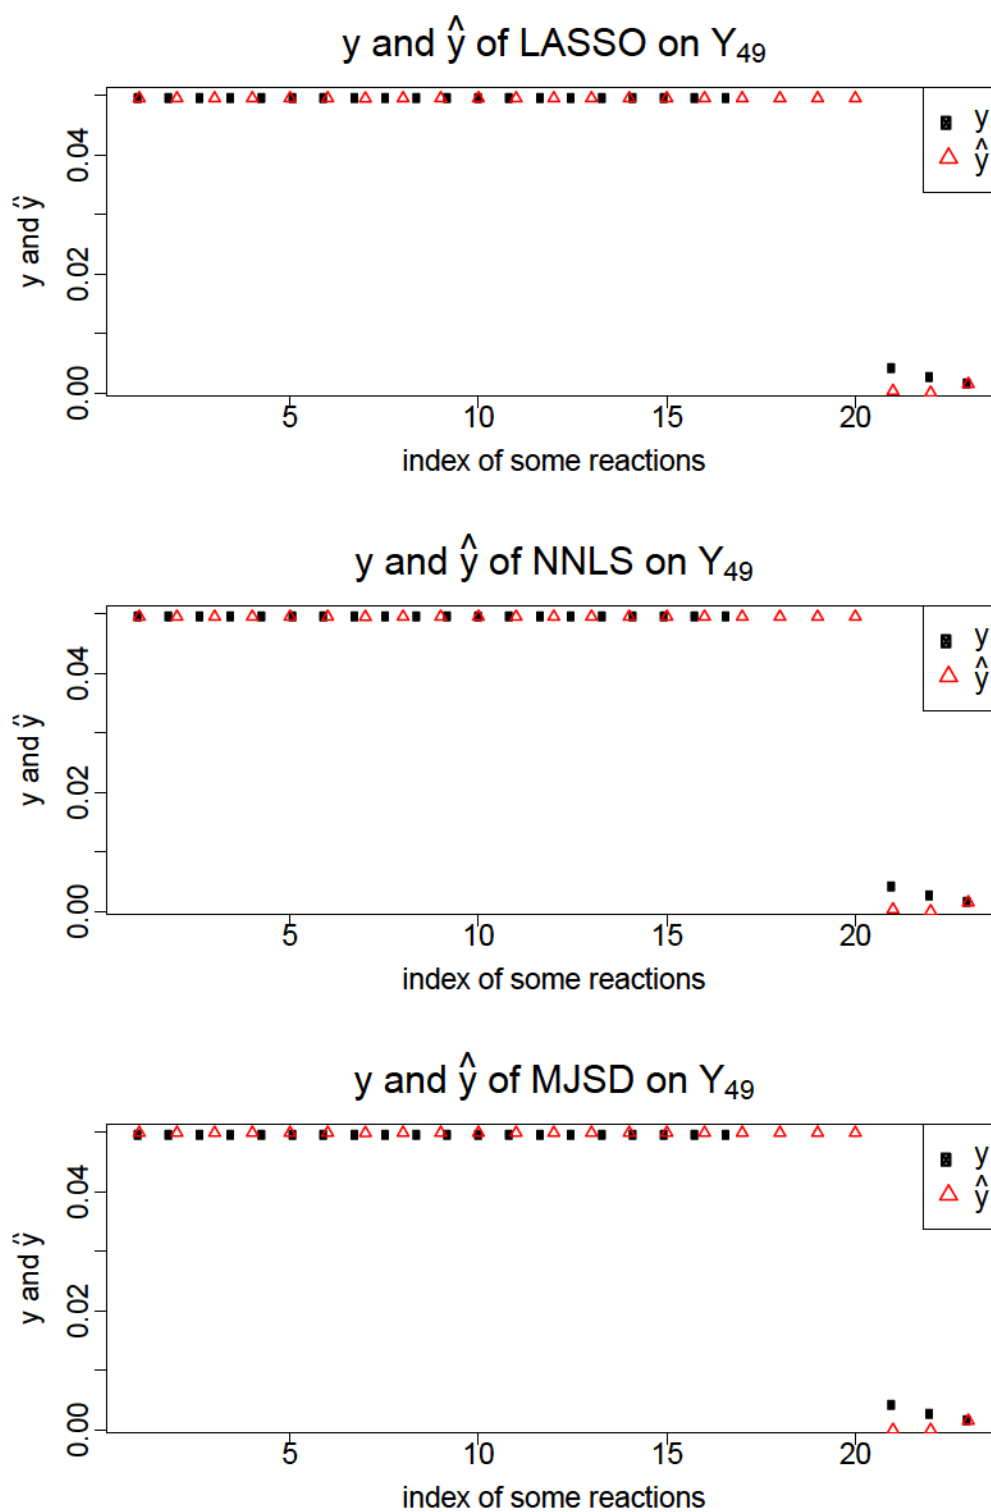 y and ŷ of LASSO on Y₄₉
y
ŷ
y and ŷ
0.04
0.02
0.00
5 10 15 20
index of some reactions
y and ŷ of NNLS on Y₄₉
y
ŷ
y and ŷ
0.04
0.02
0.00
5 10 15 20
index of some reactions
y and ŷ of MJSD on Y₄₉
y
ŷ
y and ŷ
0.04
0.02
0.00
5 10 15 20
index of some reactions